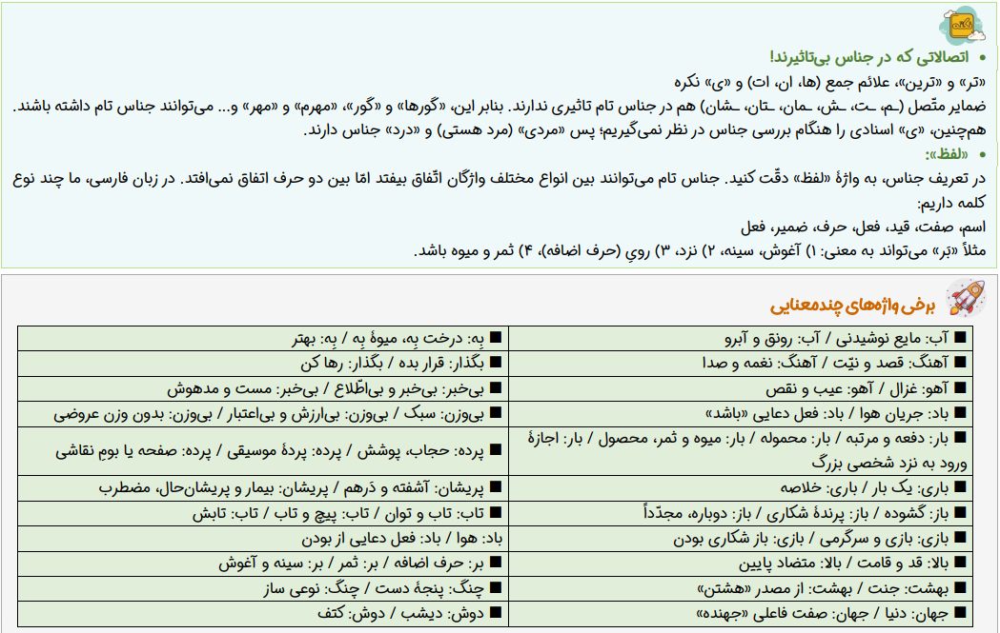 • اتصالاتی که در جناس بی‌تاثیرند!
«تر» و «ترین»، علائم جمع (ها، ان، ات) و «ی» نکره
ضمایر متّصل (ـم، ـت، ـش، ـمان، ـتان، ـشان) هم در جناس تام تاثیری ندارند. بنابر این، «گورها» و «گور»، «مهرم» و «مهر» و... می‌توانند جناس تام داشته باشند.
هم‌چنین، «ی» اسنادی را هنگام بررسی جناس در نظر نمی‌گیریم؛ پس «مردی» (مرد هستی) و «درد» جناس دارند.
• «لفظ»:
در تعریف جناس، به واژهٔ «لفظ» دقّت کنید. جناس تام می‌توانند بین انواع مختلف واژگان اتّفاق بیفتد امّا بین دو حرف اتفاق نمی‌افتد. در زبان فارسی، ما چند نوع
کلمه داریم:
اسم، صفت، قید، فعل، حرف، ضمیر، فعل
مثلاً «بَر» می‌تواند به معنی: ۱) آغوش، سینه، ۲) نزد، ۳) رویِ (حرف اضافه)، ۴) ثمر و میوه باشد.
برخی واژه‌های چندمعنایی
■ آب: مایع نوشیدنی / آب: رونق و آبرو
■ بِه: درخت بِه، میوهٔ بِه / بِه: بهتر
■ آهنگ: قصد و نیّت / آهنگ: نغمه و صدا
■ بگذار: قرار بده / بگذار: رها کن
■ آهو: غزال / آهو: عیب و نقص
■ بی‌خبر: بی‌خبر و بی‌اطّلاع / بی‌خبر: مست و مدهوش
■ باد: جریان هوا / باد: فعل دعایی «باشد»
■ بی‌وزن: سبک / بی‌وزن: بی‌ارزش و بی‌اعتبار / بی‌وزن: بدون وزن عروضی
■ بار: دفعه و مرتبه / بار: محموله / بار: میوه و ثمر، محصول / بار: اجازهٔ
ورود به نزد شخصی بزرگ
■ پرده: حجاب، پوشش / پرده: پردهٔ موسیقی / پرده: صفحه یا بومِ نقاشی
■ باری: یک بار / باری: خلاصه
■ پریشان: آشفته و دَرهم / پریشان: بیمار و پریشان‌حال، مضطرب
■ باز: گشوده / باز: پرندهٔ شکاری / باز: دوباره، مجدّداً
■ تاب: تاب و توان / تاب: پیچ و تاب / تاب: تابش
■ بازی: بازی و سرگرمی / بازی: باز شکاری بودن
باد: هوا / باد: فعل دعایی از بودن
■ بالا: قد و قامت / بالا: متضاد پایین
■ بر: حرف اضافه / بر: ثمر / بر: سینه و آغوش
■ بهشت: جنت / بهشت: از مصدر «هشتن»
■ چنگ: پنجهٔ دست / چنگ: نوعی ساز
■ جهان: دنیا / جهان: صفت فاعلی «جهنده»
■ دوش: دیشب / دوش: کتف